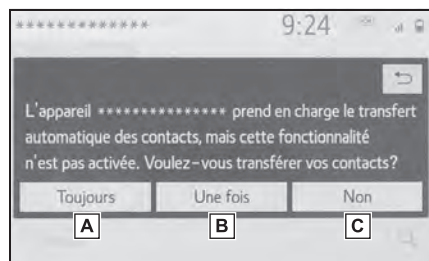 ************* 9:24
L'appareil *************** prend en charge le transfert
automatique des contacts, mais cette fonctionnalité
n'est pas activée. Voulez-vous transférer vos contacts?
Toujours Une fois Non
A B C